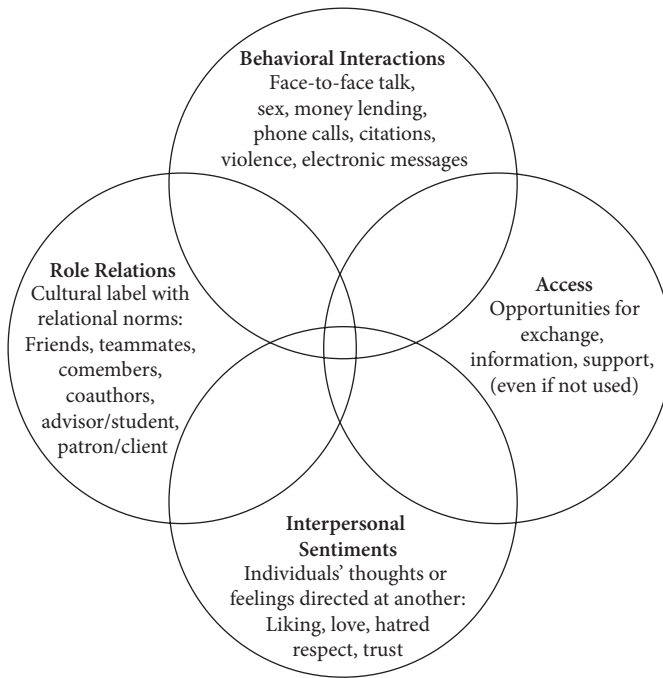 Behavioral Interactions
Face-to-face talk,
sex, money lending,
phone calls, citations,
violence, electronic messages
Role Relations
Cultural label with
relational norms:
Friends, teammates,
comembers,
coauthors,
advisor/student,
patron/client
Access
Opportunities for
exchange,
information, support,
(even if not used)
Interpersonal
Sentiments
Individuals’ thoughts or
feelings directed at another:
Liking, love, hatred
respect, trust